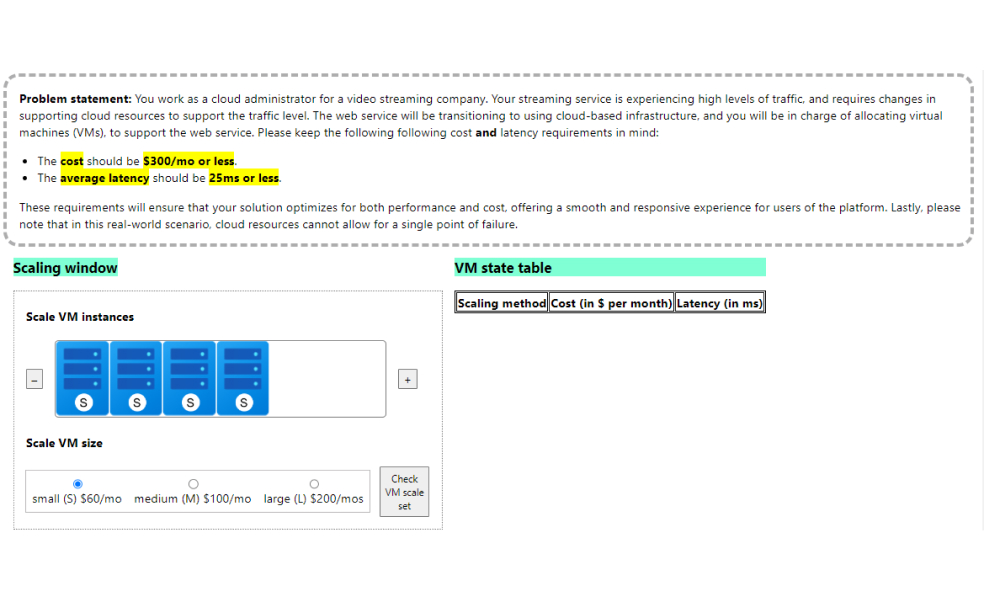 Problem statement: You work as a cloud administrator for a video streaming company. Your streaming service is experiencing high levels of traffic, and requires changes in
supporting cloud resources to support the traffic level. The web service will be transitioning to using cloud-based infrastructure, and you will be in charge of allocating virtual
machines (VMs), to support the web service. Please keep the following following cost and latency requirements in mind:
• The cost should be $300/mo or less.
• The average latency should be 25ms or less.
These requirements will ensure that your solution optimizes for both performance and cost, offering a smooth and responsive experience for users of the platform. Lastly, please
note that in this real-world scenario, cloud resources cannot allow for a single point of failure.
Scaling window
Scale VM instances
–
S S S S
+
Scale VM size
small (S) $60/mo medium (M) $100/mo large (L) $200/mos
Check
VM scale
set
VM state table
Scaling method Cost (in $ per month) Latency (in ms)